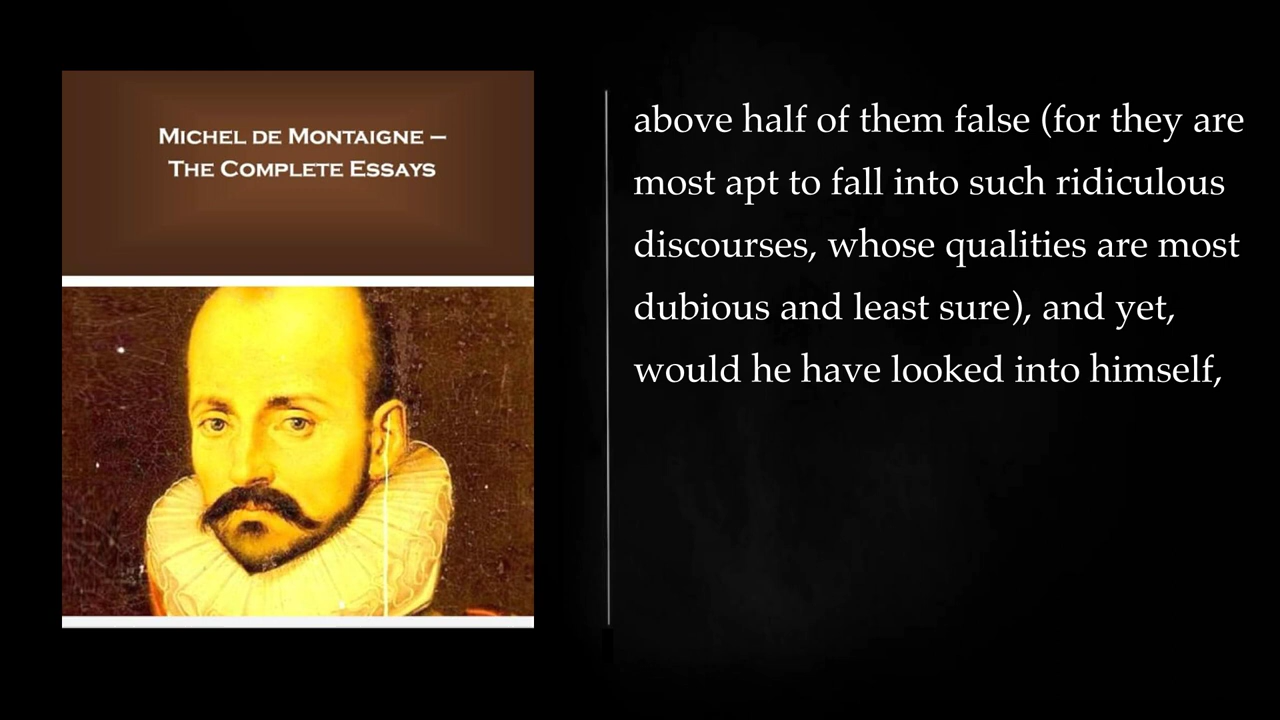 Michel de Montaigne –
The Complete Essays
above half of them false (for they are
most apt to fall into such ridiculous
discourses, whose qualities are most
dubious and least sure), and yet,
would he have looked into himself,